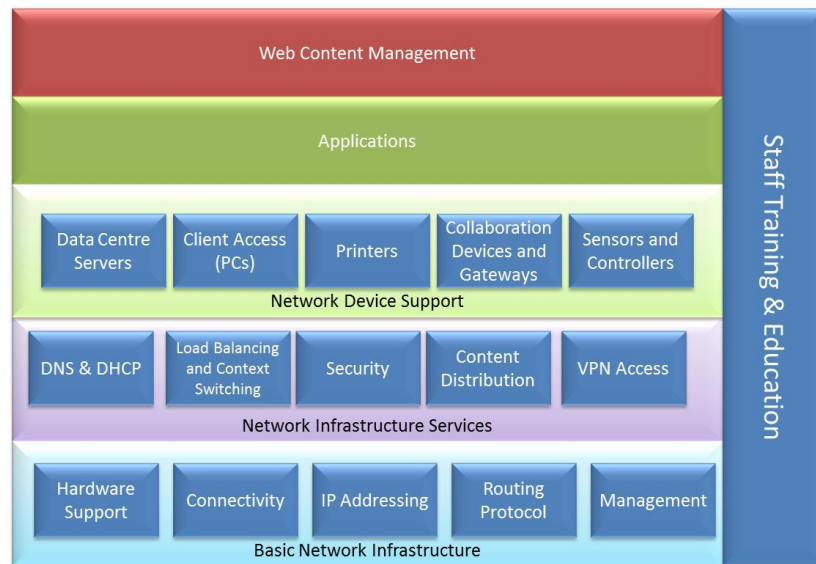 Web Content Management
Applications
Data Centre
Servers
Client Access
(PCs)
Printers
Collaboration
Devices and
Gateways
Sensors and
Controllers
Network Device Support
DNS & DHCP
Load Balancing
and Context
Switching
Security
Content
Distribution
VPN Access
Network Infrastructure Services
Hardware
Support
Connectivity
IP Addressing
Routing
Protocol
Management
Basic Network Infrastructure
Staff Training & Education